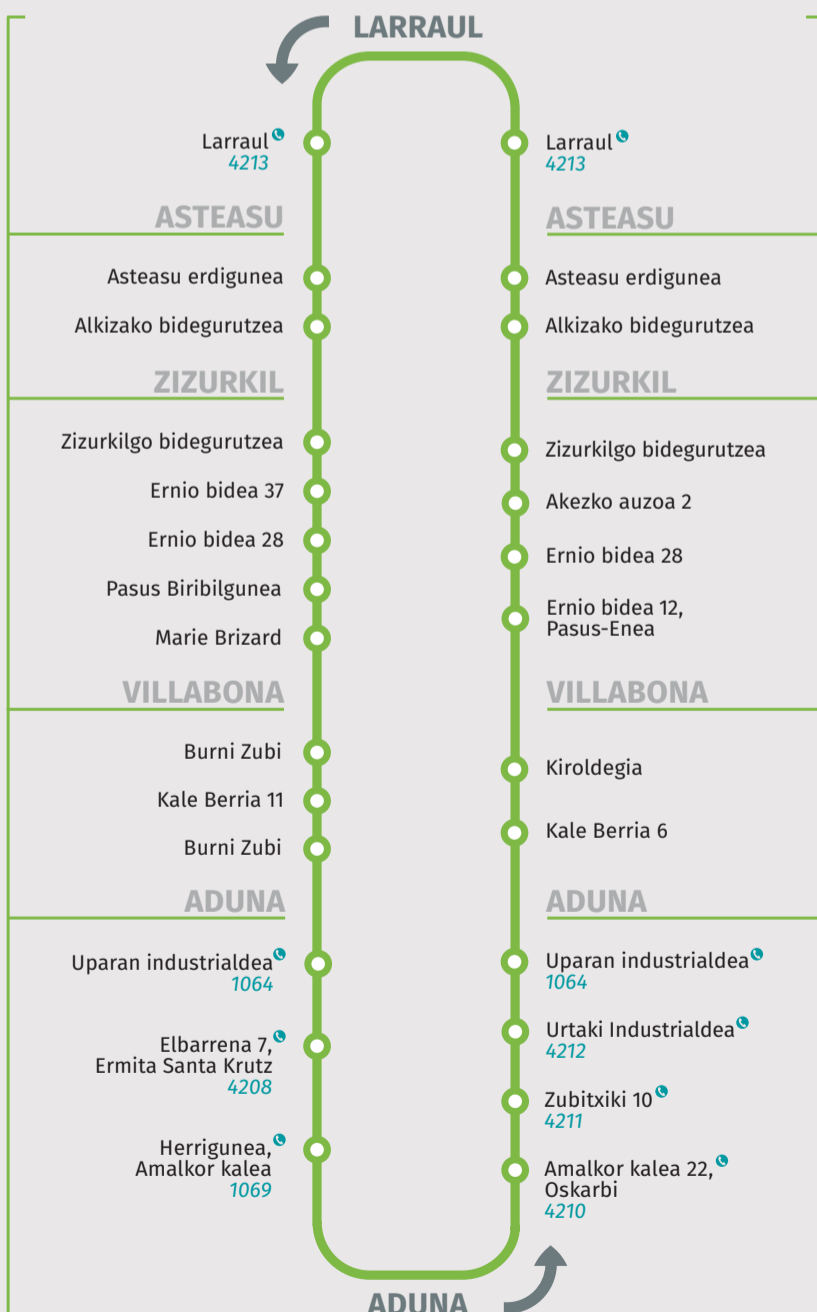 LARRAUL
Larraul
4213
ASTEASU
Asteasu erdigunea
Alkizako bidegurutzea
ZIZURKIL
Zizurkilgo bidegurutzea
Ernio bidea 37
Ernio bidea 28
Pasus Biribilgunea
Marie Brizard
VILLABONA
Burni Zubi
Kale Berria 11
Burni Zubi
ADUNA
Uparan industrialdea
1064
Elbarrena 7,
Ermita Santa Krutz
4208
Herrigunea,
Amalkor kalea
1069
Larraul
4213
ASTEASU
Asteasu erdigunea
Alkizako bidegurutzea
ZIZURKIL
Zizurkilgo bidegurutzea
Akezko auzoa 2
Ernio bidea 28
Ernio bidea 12,
Pasus-Enea
VILLABONA
Kiroldegia
Kale Berria 6
ADUNA
Uparan industrialdea
1064
Urtaki Industrialdea
4212
Zubitxiki 10
4211
Amalkor kalea 22,
Oskarbi
4210
ADUNA